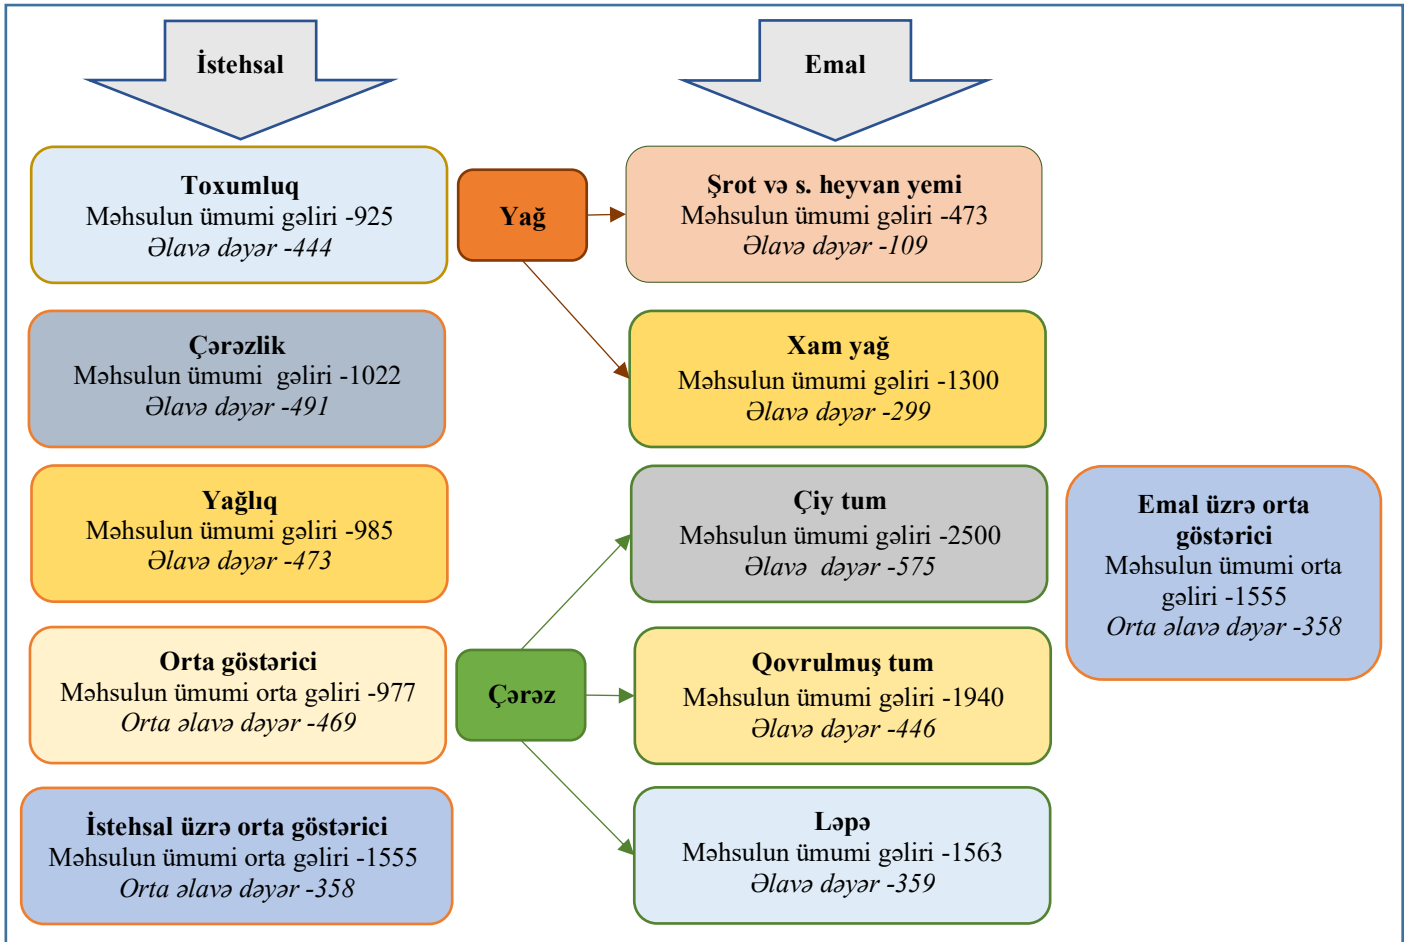 İstehsal
Emal
Toxumluq
Məhsulun ümumi gəliri -925
Əlavə dəyər -444
Yağ
Şrot və s. heyvan yemi
Məhsulun ümumi gəliri -473
Əlavə dəyər -109
Çərəzlik
Məhsulun ümumi gəliri -1022
Əlavə dəyər -491
Xam yağ
Məhsulun ümumi gəliri -1300
Əlavə dəyər -299
Yağlıq
Məhsulun ümumi gəliri -985
Əlavə dəyər -473
Çiy tum
Məhsulun ümumi gəliri -2500
Əlavə dəyər -575
Emal üzrə orta
göstərici
Məhsulun ümumi orta
gəliri -1555
Orta əlavə dəyər -358
Orta göstərici
Məhsulun ümumi orta gəliri -977
Orta əlavə dəyər -469
Çərəz
Qovrulmuş tum
Məhsulun ümumi gəliri -1940
Əlavə dəyər -446
İstehsal üzrə orta göstərici
Məhsulun ümumi orta gəliri -1555
Orta əlavə dəyər -358
Ləpə
Məhsulun ümumi gəliri -1563
Əlavə dəyər -359